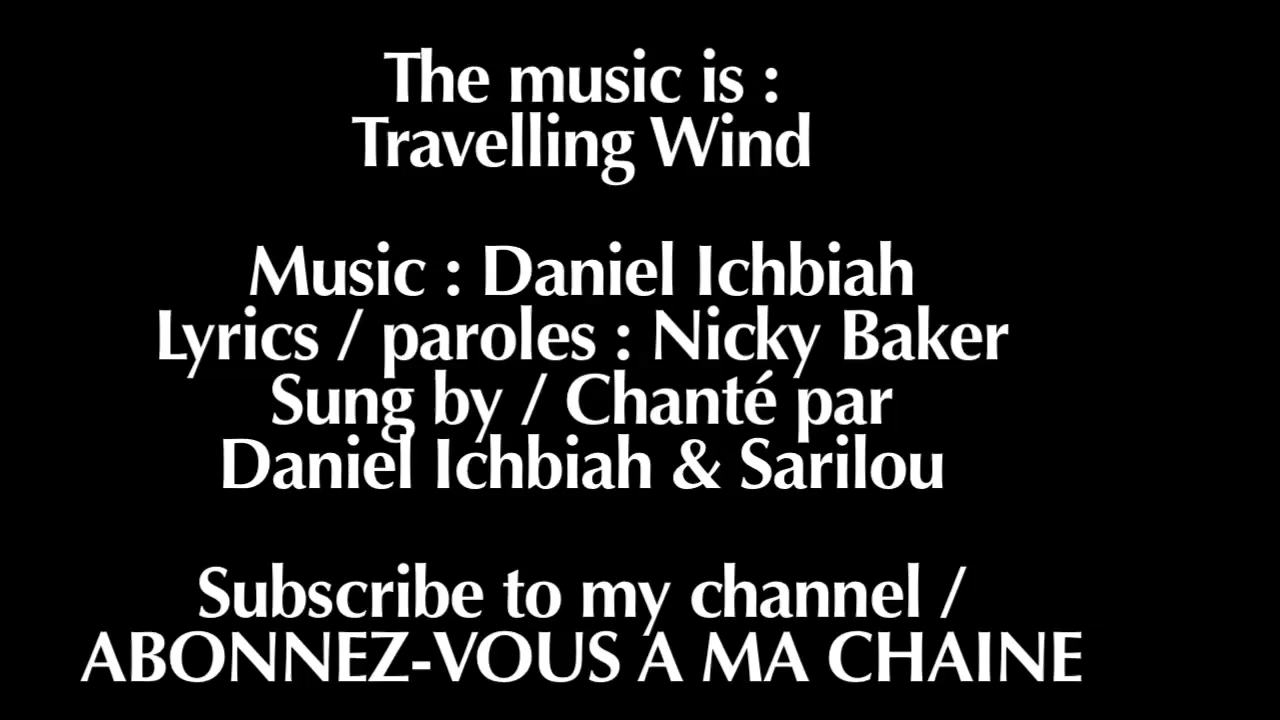 The music is :
Travelling Wind
Music : Daniel Ichbiah
Lyrics / paroles : Nicky Baker
Sung by / Chanté par
Daniel Ichbiah & Sarilou
Subscribe to my channel /
ABONNEZ-VOUS A MA CHAINE